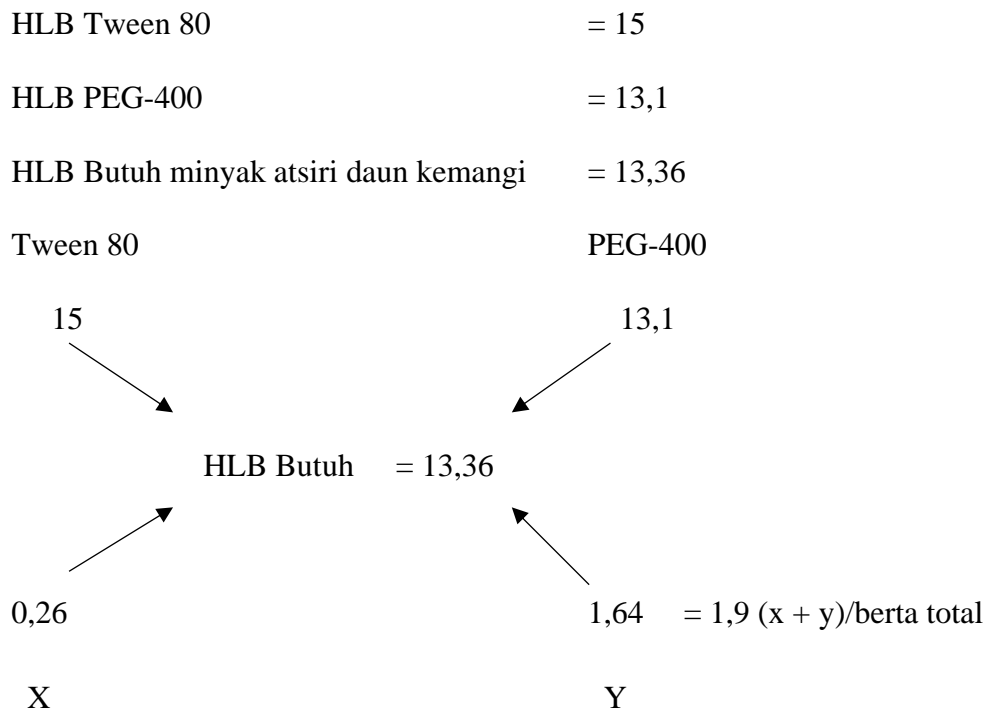 HLB Tween 80 = 15
HLB PEG-400 = 13,1
HLB Butuh minyak atsiri daun kemangi = 13,36
Tween 80 PEG-400
15 13,1
HLB Butuh = 13,36
0,26 1,64 = 1,9 (x + y)/berta total
X Y